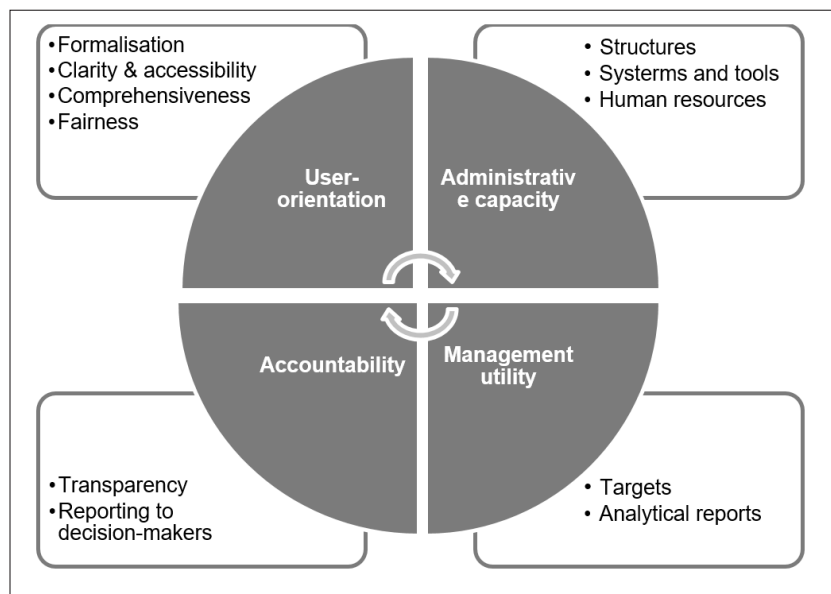 •Formalisation
•Clarity & accessibility
•Comprehensiveness
•Fairness
• Structures
• Systerms and tools
• Human resources
User-
orientation
Administrativ
e capacity
Accountability
Management
utility
•Transparency
•Reporting to
decision-makers
• Targets
• Analytical reports